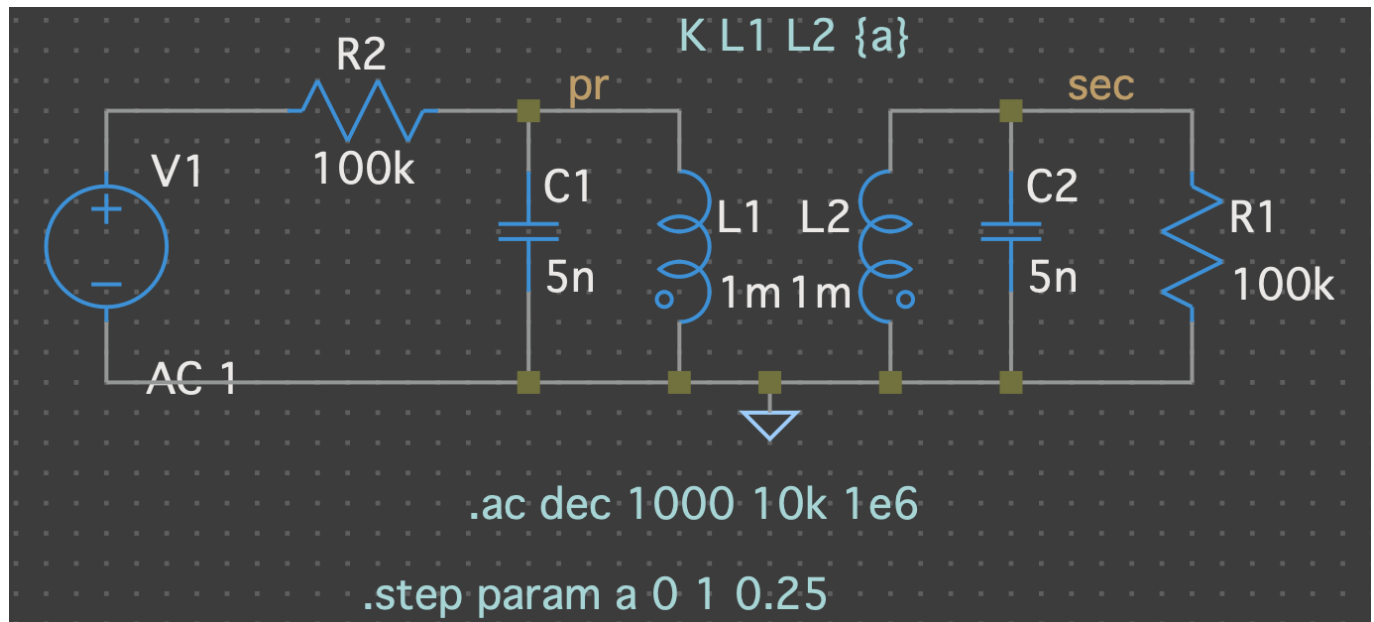 K L1 L2 {a}
R2
pr
sec
100k
V1
C1
C2
L1
L2
R1
5n
1m
1m
5n
100k
AC 1
.ac dec 1000 10k 1e6
.step param a 0 1 0.25